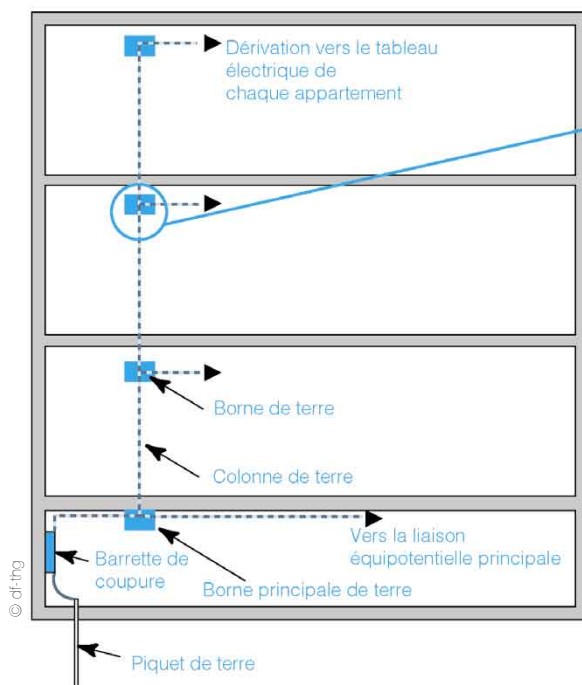 Dérivation vers le tableau
électrique de
chaque appartement
Borne de terre
Colonne de terre
Vers la liaison
équipotentielle principale
Barrette de
coupure
Borne principale de terre
Piquet de terre
© df-thg